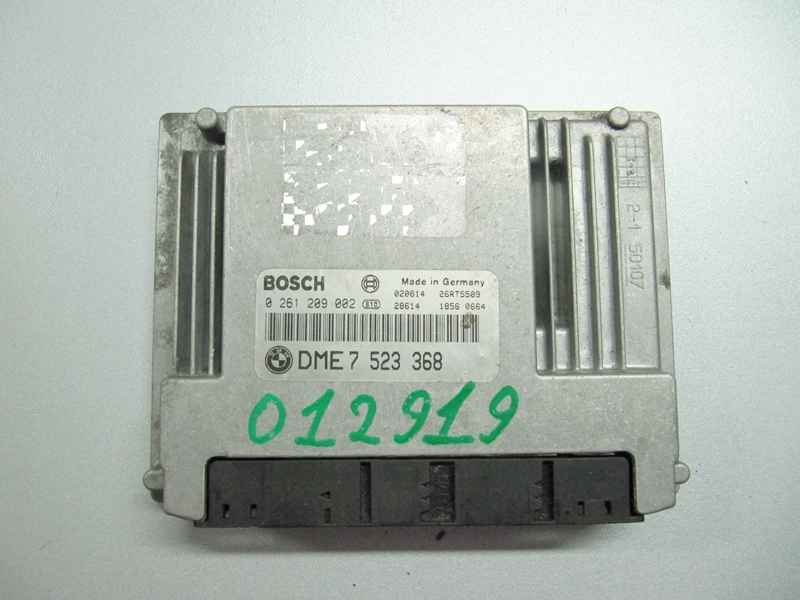 BOSCH Made in Germany
0 261 209 002 020614 26RT5509
28614 1856 0664
DME 7 523 368
012919
2-1 50107